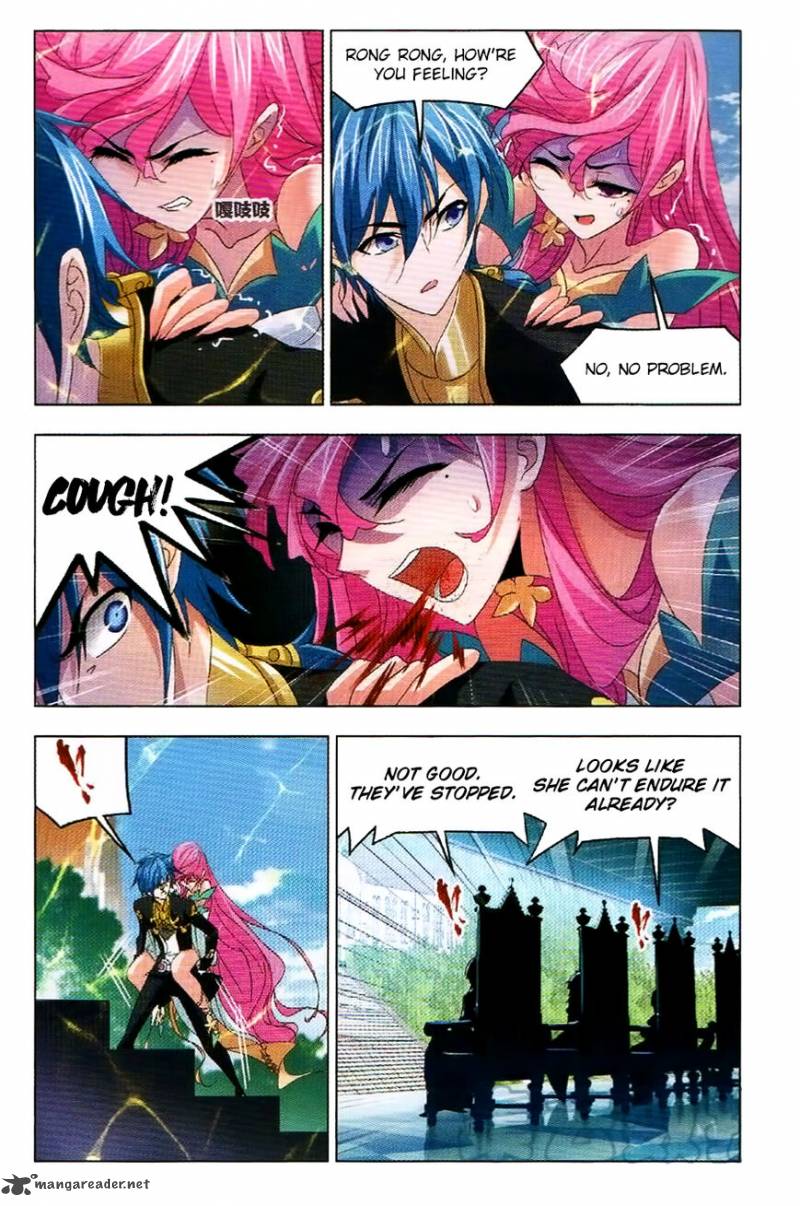 嘎吱吱
RONG RONG, HOW'RE
YOU FEELING?
NO, NO PROBLEM.
COUGH!
!!
NOT GOOD.
THEY'VE STOPPED.
LOOKS LIKE
SHE CAN'T ENDURE IT
ALREADY?
!!
!!
mangareader.net